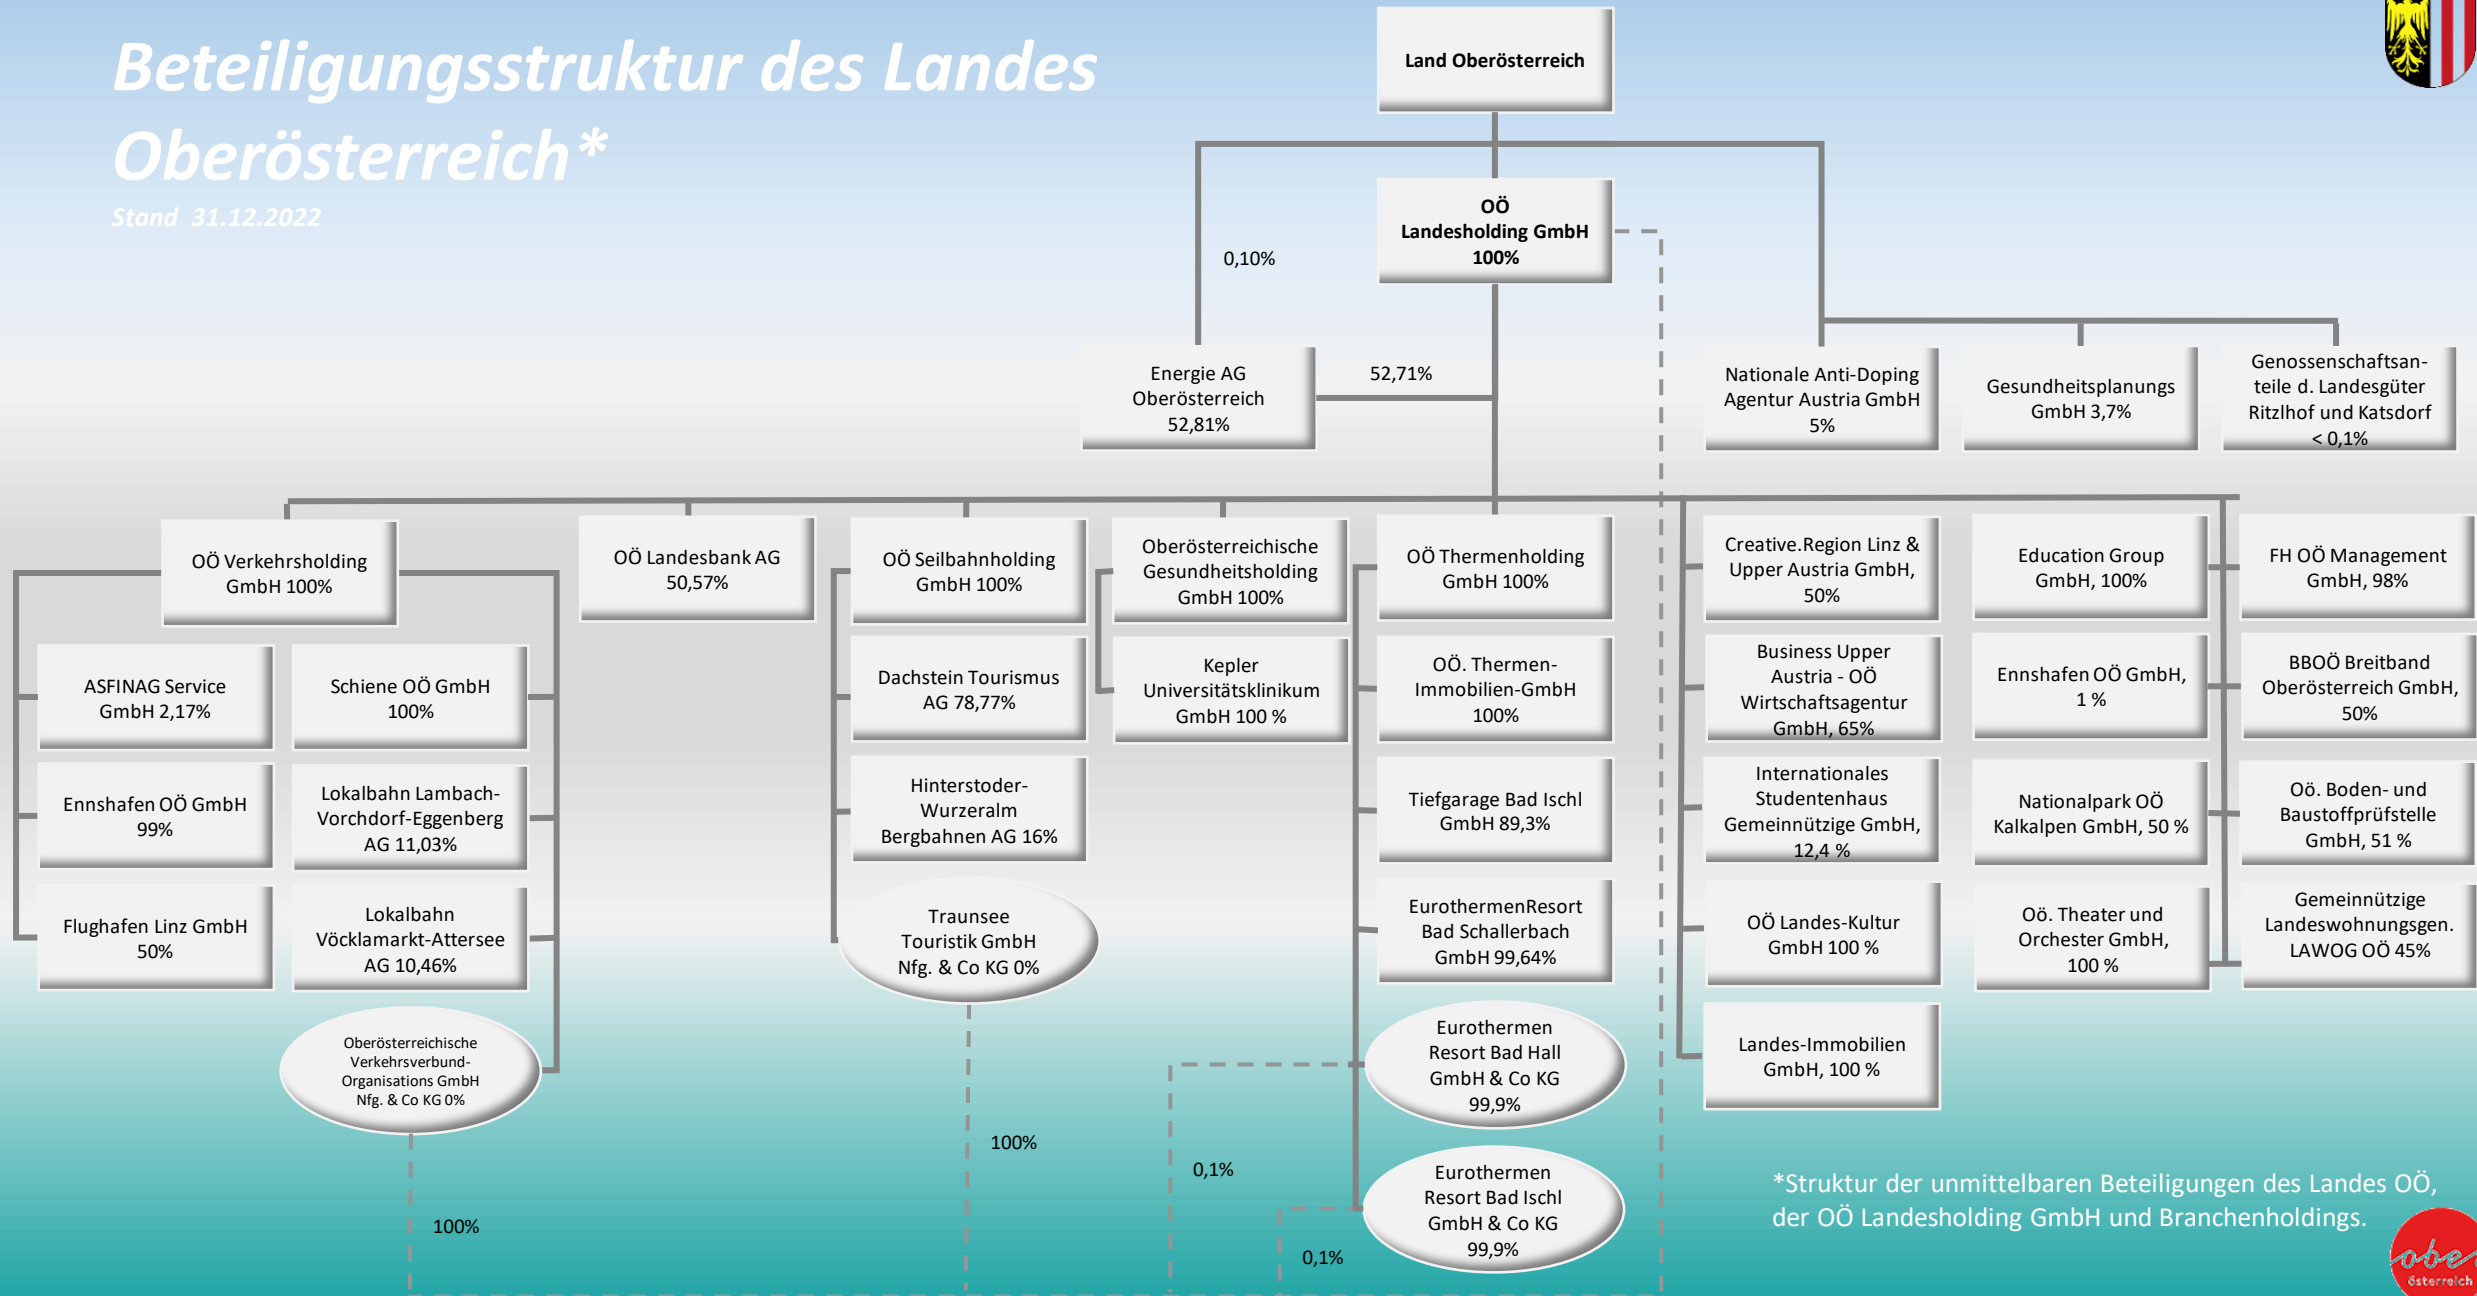 Beteiligungsstruktur des Landes
Oberösterreich*
Stand 31.12.2022
Land Oberösterreich
OÖ
Landesholding GmbH
100%
0,10%
Energie AG
Oberösterreich
52,81%
52,71%
Nationale Anti-Doping
Agentur Austria GmbH
5%
Gesundheitsplanungs
GmbH 3,7%
Genossenschaftsan-
teile d. Landesgüter
Ritzlhof und Katsdorf
< 0,1%
OÖ Verkehrsholding
GmbH 100%
ASFINAG Service
GmbH 2,17%
Schiene OÖ GmbH
100%
Ennshafen OÖ GmbH
99%
Lokalbahn Lambach-
Vorchdorf-Eggenberg
AG 11,03%
Flughafen Linz GmbH
50%
Lokalbahn
Vöcklamarkt-Attersee
AG 10,46%
Oberösterreichische
Verkehrsverbund-
Organisations GmbH
Nfg. & Co KG 0%
100%
OÖ Landesbank AG
50,57%
OÖ Seilbahnholding
GmbH 100%
Dachstein Tourismus
AG 78,77%
Hinterstoder-
Wurzeralm
Bergbahnen AG 16%
Traunsee
Touristik GmbH
Nfg. & Co KG 0%
100%
Oberösterreichische
Gesundheitsholding
GmbH 100%
Kepler
Universitätsklinikum
GmbH 100 %
OÖ Thermenholding
GmbH 100%
OÖ. Thermen-
Immobilien-GmbH
100%
Tiefgarage Bad Ischl
GmbH 89,3%
EurothermenResort
Bad Schallerbach
GmbH 99,64%
Eurothermen
Resort Bad Hall
GmbH & Co KG
99,9%
0,1%
Eurothermen
Resort Bad Ischl
GmbH & Co KG
99,9%
0,1%
Creative.Region Linz &
Upper Austria GmbH,
50%
Business Upper
Austria - OÖ
Wirtschaftsagentur
GmbH, 65%
Internationales
Studentenhaus
Gemeinnützige GmbH,
12,4 %
OÖ Landes-Kultur
GmbH 100 %
Landes-Immobilien
GmbH, 100 %
Education Group
GmbH, 100%
Ennshafen OÖ GmbH,
1 %
Nationalpark OÖ
Kalkalpen GmbH, 50 %
Oö. Theater und
Orchester GmbH,
100 %
FH OÖ Management
GmbH, 98%
BBOÖ Breitband
Oberösterreich GmbH,
50%
Oö. Boden- und
Baustoffprüfstelle
GmbH, 51 %
Gemeinnützige
Landeswohnungsgen.
LAWOG OÖ 45%
*Struktur der unmittelbaren Beteiligungen des Landes OÖ,
der OÖ Landesholding GmbH und Branchenholdings.
obe
österreich